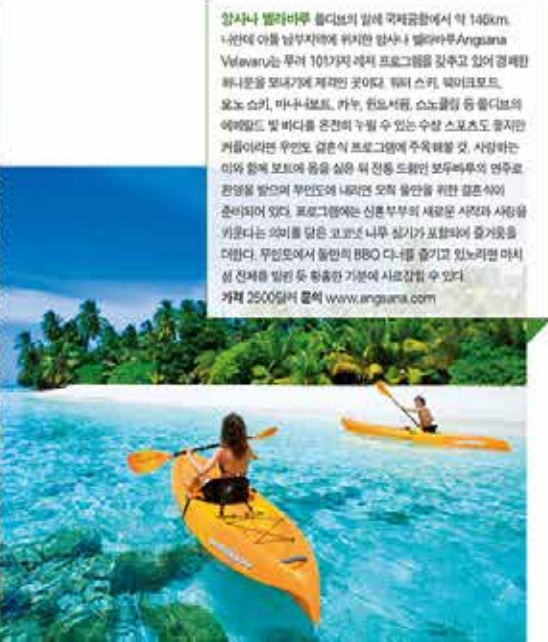 앙사나 벨라바루 몰디브의 말레 국제공항에서 약 146km.
나란데 아톨 남부지역에 위치한 앙사나 벨라바루Angsana
Velavaru는 무려 101가지 레저 프로그램을 갖추고 있어 경쾌한
허니문을 보내기에 제격인 곳이다. 워터 스키, 웨이크보드,
모노 스키, 바나나보트, 카누, 윈드서핑, 스노클링 등 몰디브의
에메랄드 빛 바다를 온전히 누릴 수 있는 수상 스포츠도 좋지만
커플이라면 무인도 결혼식 프로그램에 주목해볼 것. 사랑하는
이와 함께 보트에 몸을 실은 뒤 전통 드럼인 보두바루의 연주로
환영을 받으며 무인도에 내리면 오직 둘만을 위한 결혼식이
준비되어 있다. 프로그램에는 신혼부부의 새로운 시작과 사랑을
키운다는 의미를 담은 코코넛 나무 심기가 포함되어 즐거움을
더한다. 무인도에서 둘만의 BBQ 디너를 즐기고 있노라면 마치
섬 전체를 빌린 듯 황홀한 기분에 사로잡힐 수 있다.
가격 2500달러 문의 www.angsana.com